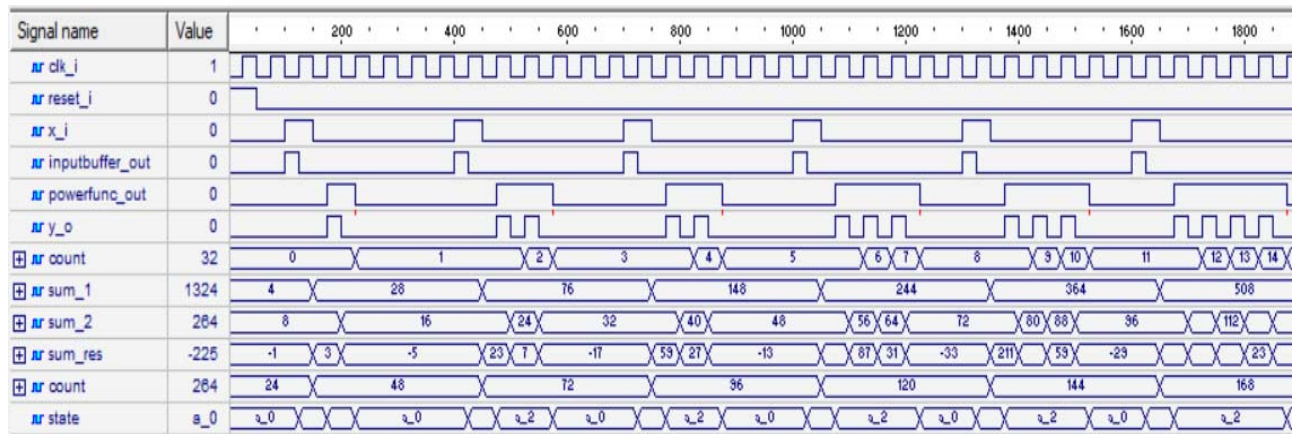 Signal name Value 200 400 600 800 1000 1200 1400 1600 1800
clk_i 1
reset_i 0
x_i 0
inputbuffer_out 0
powerfunc_out 0
y_o 0
count 32 0 1 2 3 4 5 6 7 8 9 10 11 12 13 14
sum_1 1324 4 28 76 148 244 364 508
sum_2 264 8 16 24 32 40 48 56 64 72 80 88 96 112
sum_res -225 -1 3 -5 23 7 -17 59 27 -13 87 31 -33 211 59 -29 23
count 264 24 48 72 96 120 144 168
state a_0 a_0 a_0 a_2 a_0 a_2 a_0 a_2 a_0 a_2 a_0 a_2